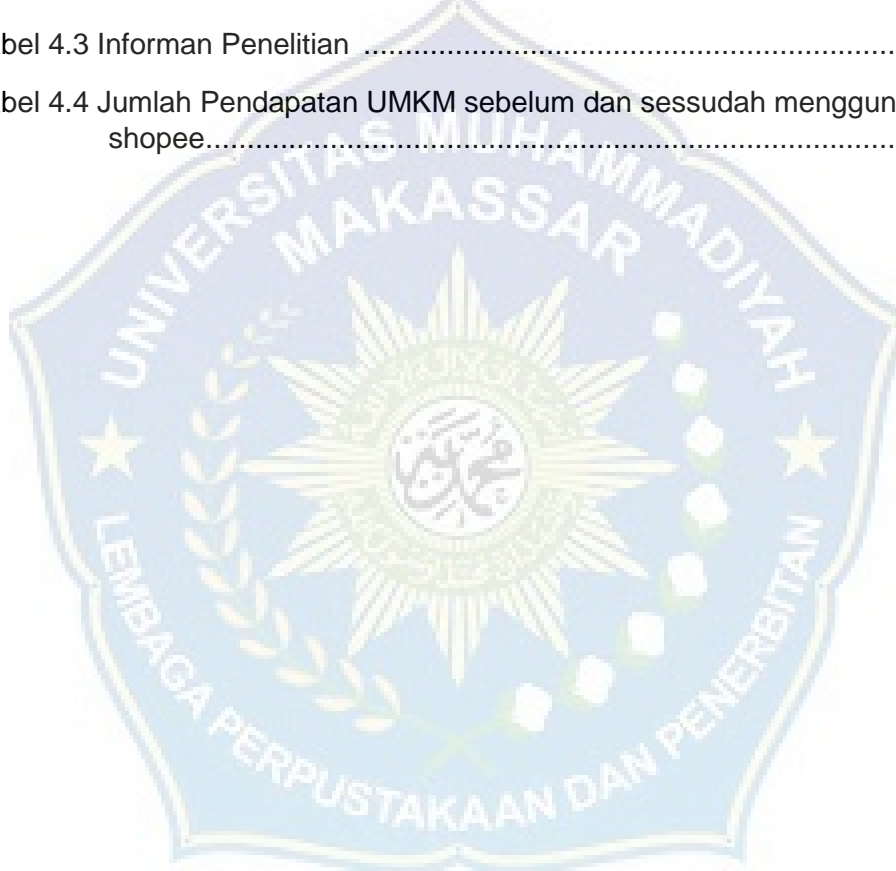 bel 4.3 Informan Penelitian ................................................................
bel 4.4 Jumlah Pendapatan UMKM sebelum dan sessudah menggun
shopee....................................................................................
UNIVERSITAS MUHAMMADIYAH
MAKASSAR
LEMBAGA PERPUSTAKAAN DAN PENERBITAN